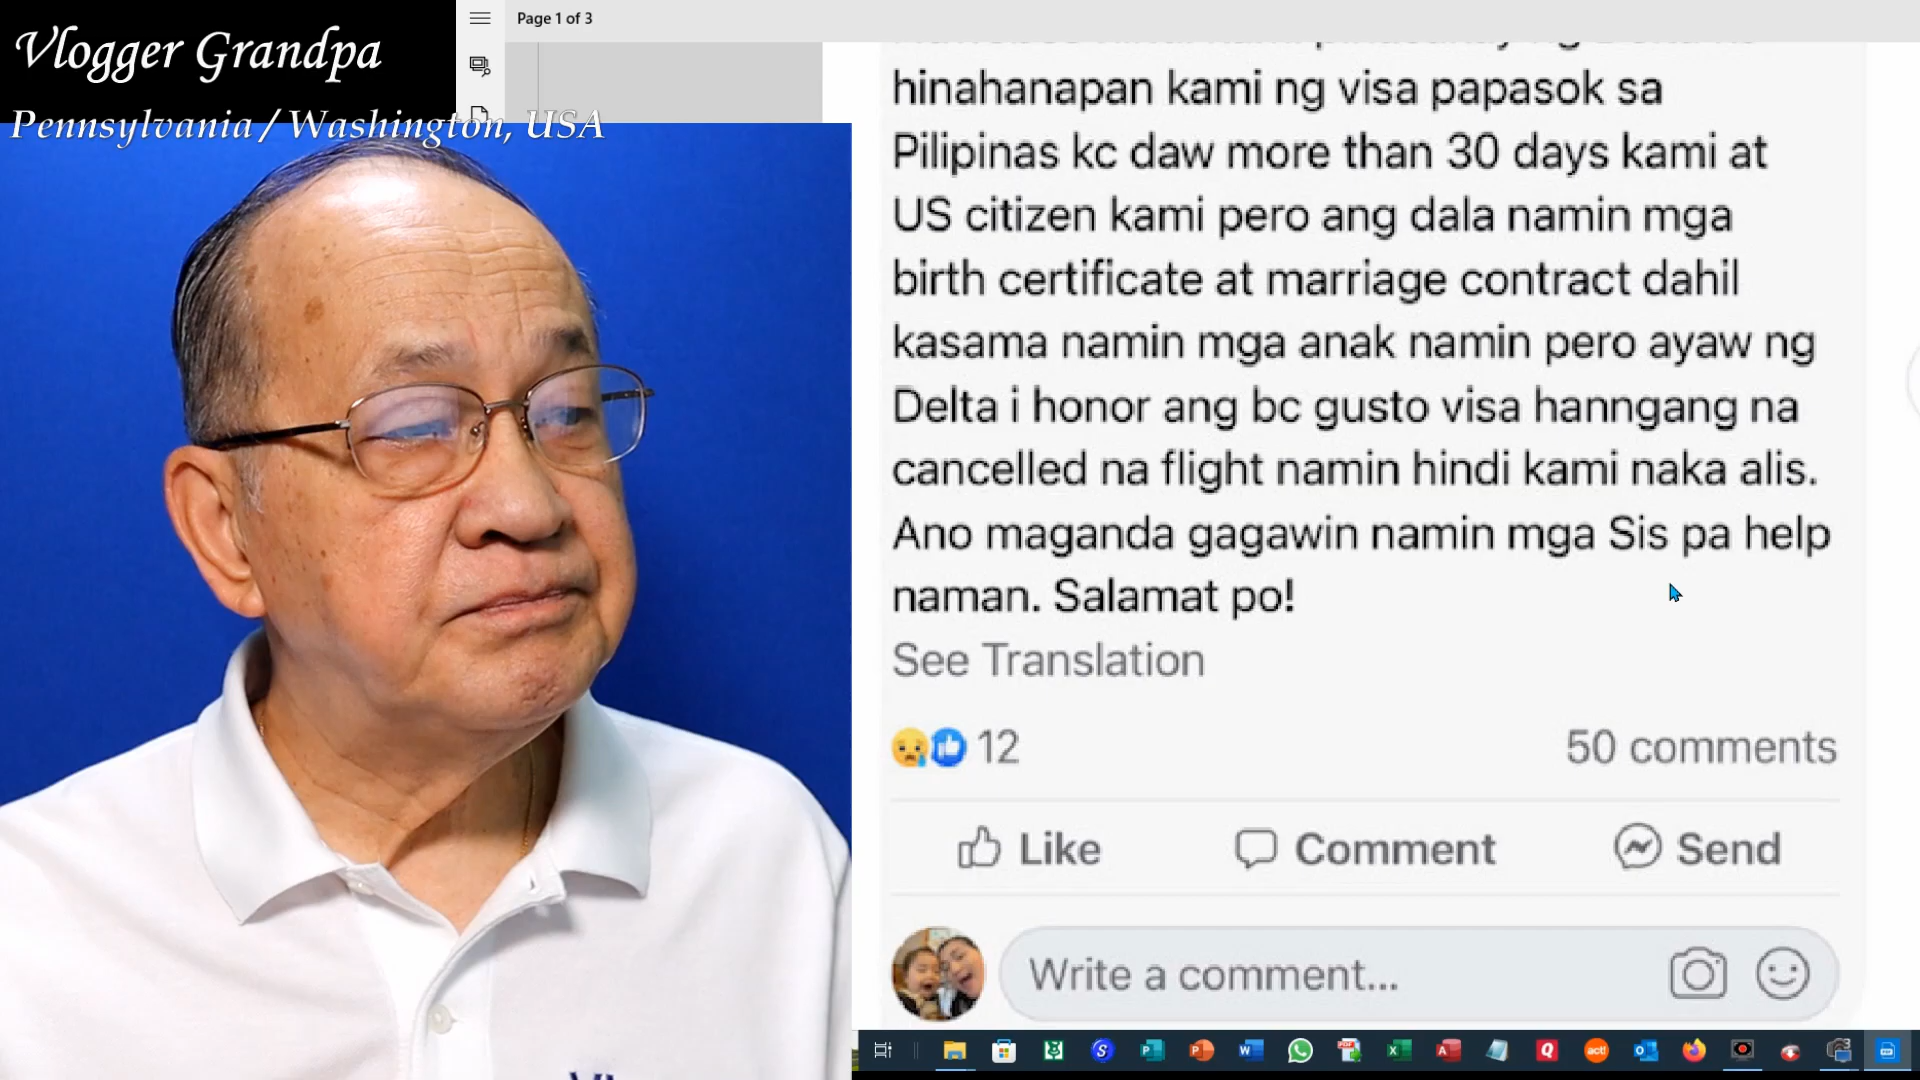 Vlogger Grandpa
Pennsylvania / Washington, USA
Page 1 of 3
hinahanapan kami ng visa papasok sa
Pilipinas kc daw more than 30 days kami at
US citizen kami pero ang dala namin mga
birth certificate at marriage contract dahil
kasama namin mga anak namin pero ayaw ng
Delta i honor ang bc gusto visa hanngang na
cancelled na flight namin hindi kami naka alis.
Ano maganda gagawin namin mga Sis pa help
naman. Salamat po!
See Translation
12
50 comments
Like
Comment
Send
Write a comment...